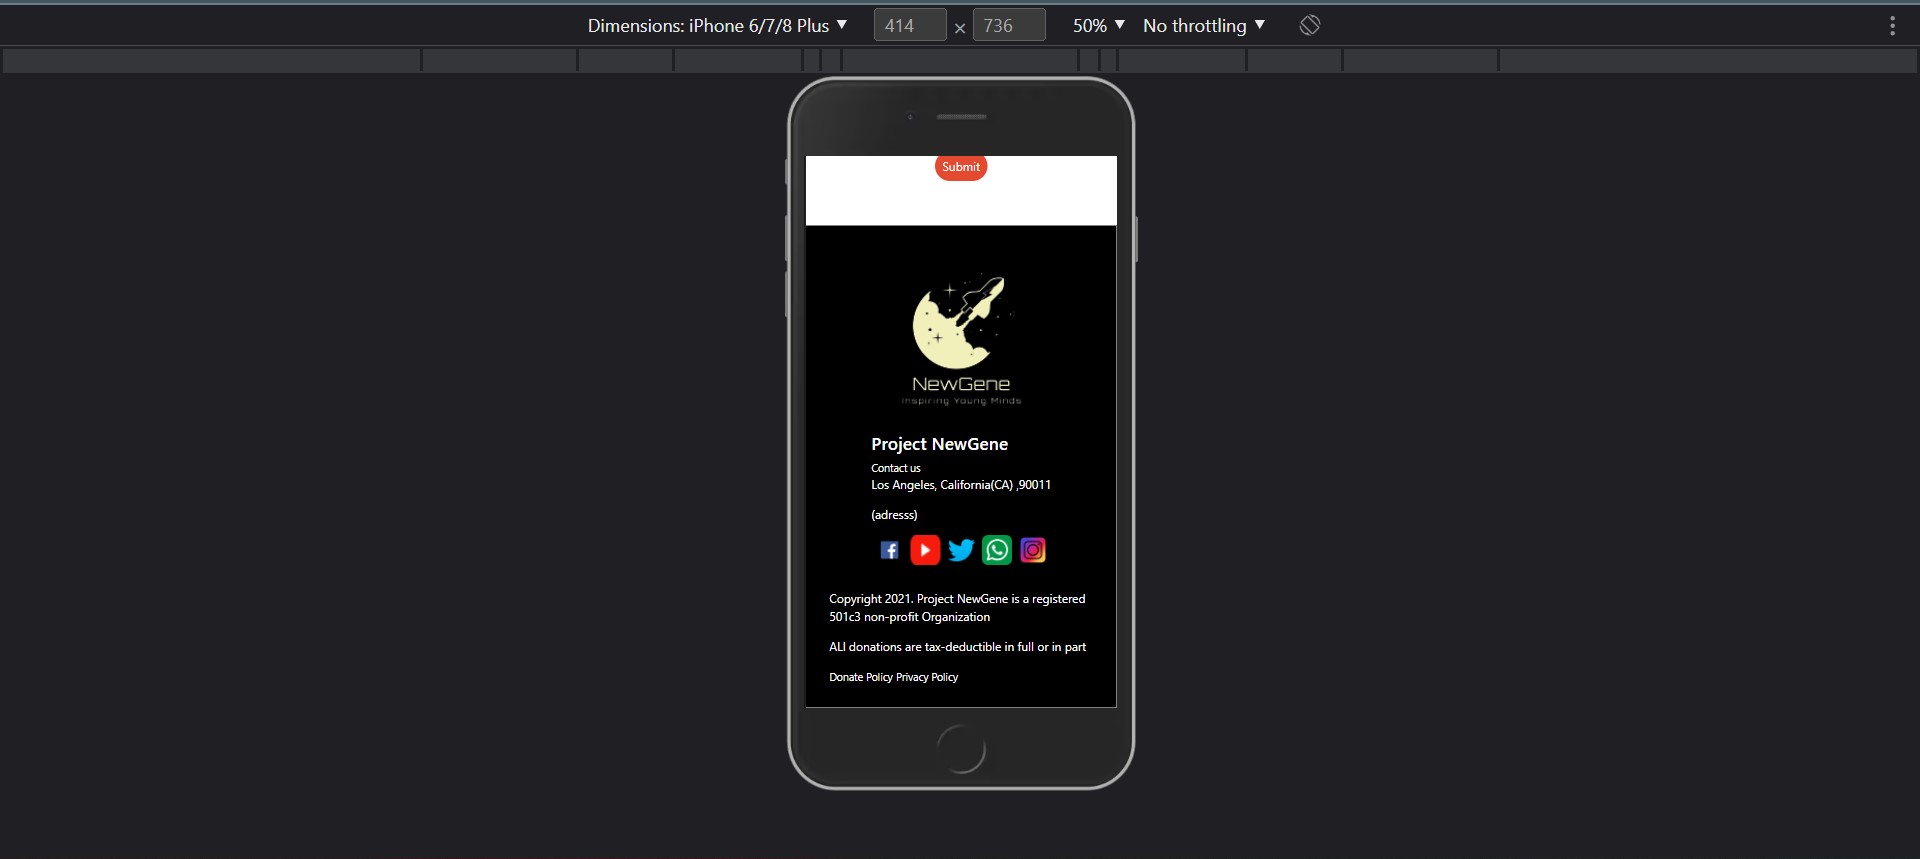 Dimensions: iPhone 6/7/8 Plus ▼ 414 × 736 50% ▼ No throttling ▼
Submit
NewGene
Inspiring Young Minds
Project NewGene
Contact us
Los Angeles, California(CA) ,90011
(adresss)
Copyright 2021. Project NewGene is a registered
501c3 non-profit Organization
ALl donations are tax-deductible in full or in part
Donate Policy Privacy Policy